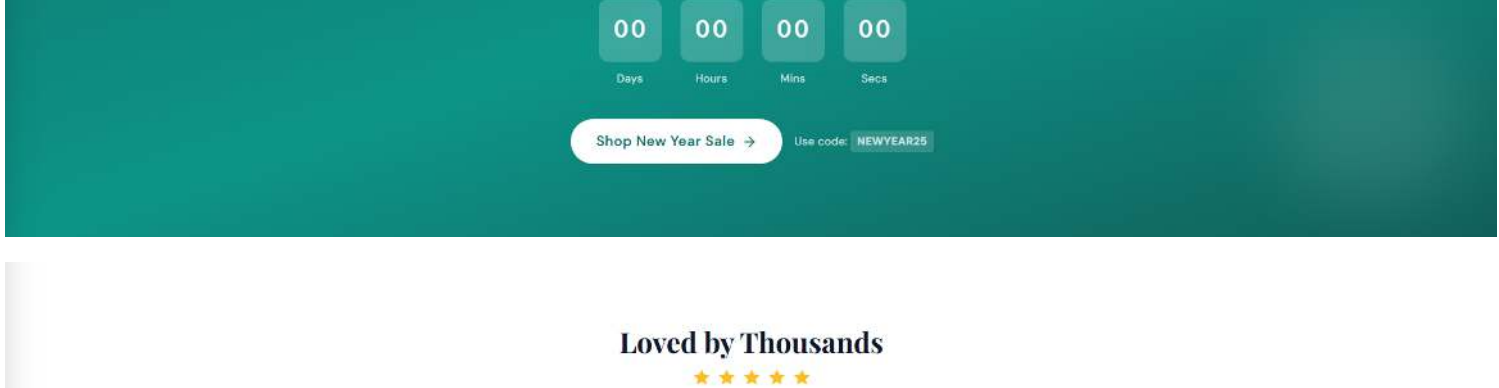 00 00 00 00
Days Hours Mins Secs
Shop New Year Sale → Use code: NEWYEAR25
Loved by Thousands